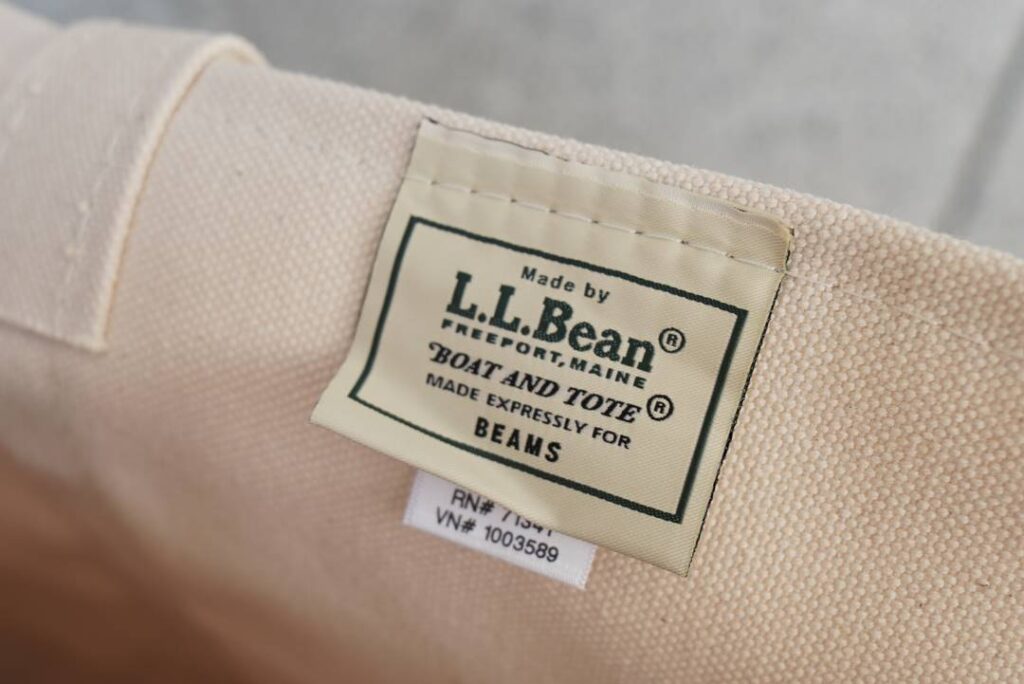 Made by
L.L.Bean®
FREEPORT, MAINE
BOAT AND TOTE®
MADE EXPRESSLY FOR
BEAMS
RN# 71341
VN# 1003589